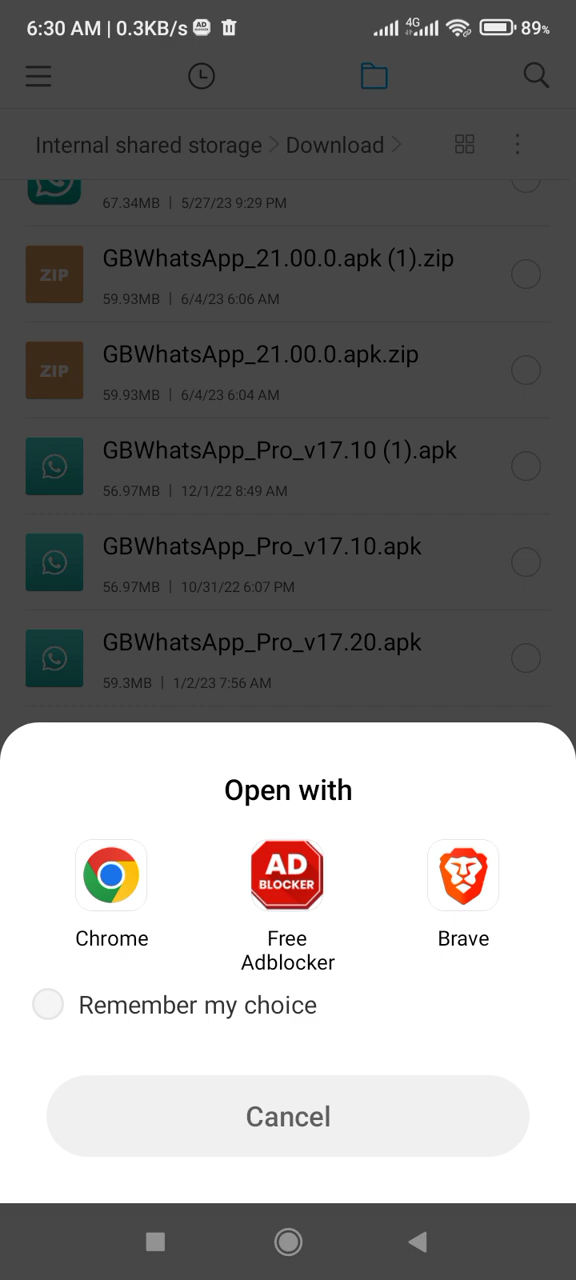 6:30 AM | 0.3KB/s AD BLOCKER 4G 89%
Internal shared storage Download
67.34MB | 5/27/23 9:29 PM
ZIP
GBWhatsApp_21.00.0.apk (1).zip
59.93MB | 6/4/23 6:06 AM
ZIP
GBWhatsApp_21.00.0.apk.zip
59.93MB | 6/4/23 6:04 AM
GBWhatsApp_Pro_v17.10 (1).apk
56.97MB | 12/1/22 8:49 AM
GBWhatsApp_Pro_v17.10.apk
56.97MB | 10/31/22 6:07 PM
GBWhatsApp_Pro_v17.20.apk
59.3MB | 1/2/23 7:56 AM
Open with
AD
BLOCKER
Chrome
Free
Adblocker
Brave
Remember my choice
Cancel